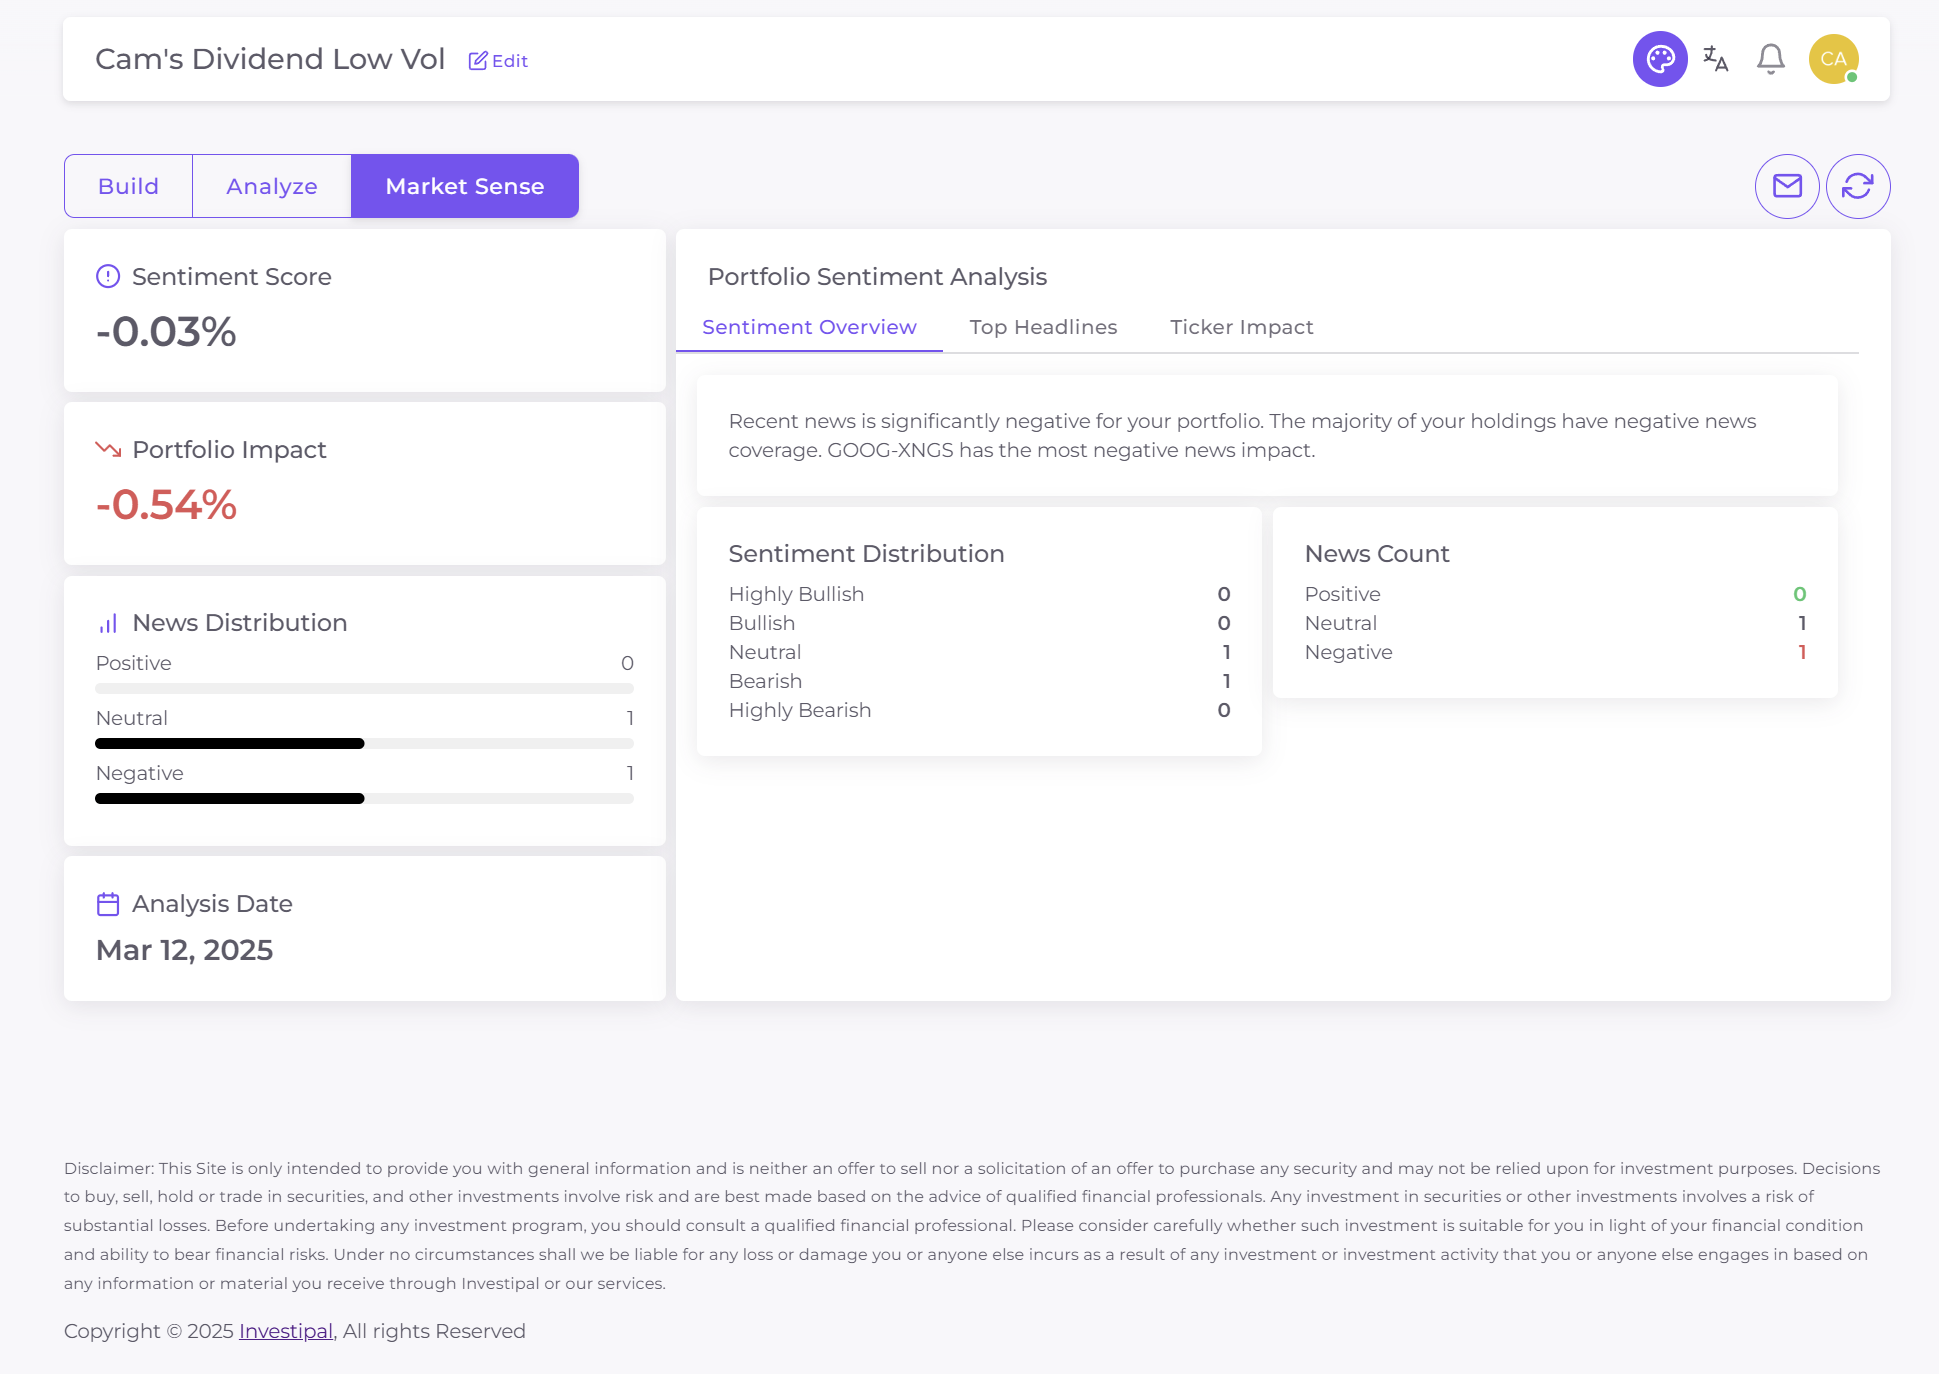 Cam's Dividend Low Vol
Edit
CA
Build
Analyze
Market Sense
Sentiment Score
-0.03%
Portfolio Impact
-0.54%
News Distribution
Positive 0
Neutral 1
Negative 1
Analysis Date
Mar 12, 2025
Portfolio Sentiment Analysis
Sentiment Overview
Top Headlines
Ticker Impact
Recent news is significantly negative for your portfolio. The majority of your holdings have negative news
coverage. GOOG-XNGS has the most negative news impact.
Sentiment Distribution
Highly Bullish 0
Bullish 0
Neutral 1
Bearish 1
Highly Bearish 0
News Count
Positive 0
Neutral 1
Negative 1
Disclaimer: This Site is only intended to provide you with general information and is neither an offer to sell nor a solicitation of an offer to purchase any security and may not be relied upon for investment purposes. Decisions
to buy, sell, hold or trade in securities, and other investments involve risk and are best made based on the advice of qualified financial professionals. Any investment in securities or other investments involves a risk of
substantial losses. Before undertaking any investment program, you should consult a qualified financial professional. Please consider carefully whether such investment is suitable for you in light of your financial condition
and ability to bear financial risks. Under no circumstances shall we be liable for any loss or damage you or anyone else incurs as a result of any investment or investment activity that you or anyone else engages in based on
any information or material you receive through Investipal or our services.
Copyright © 2025 Investipal, All rights Reserved